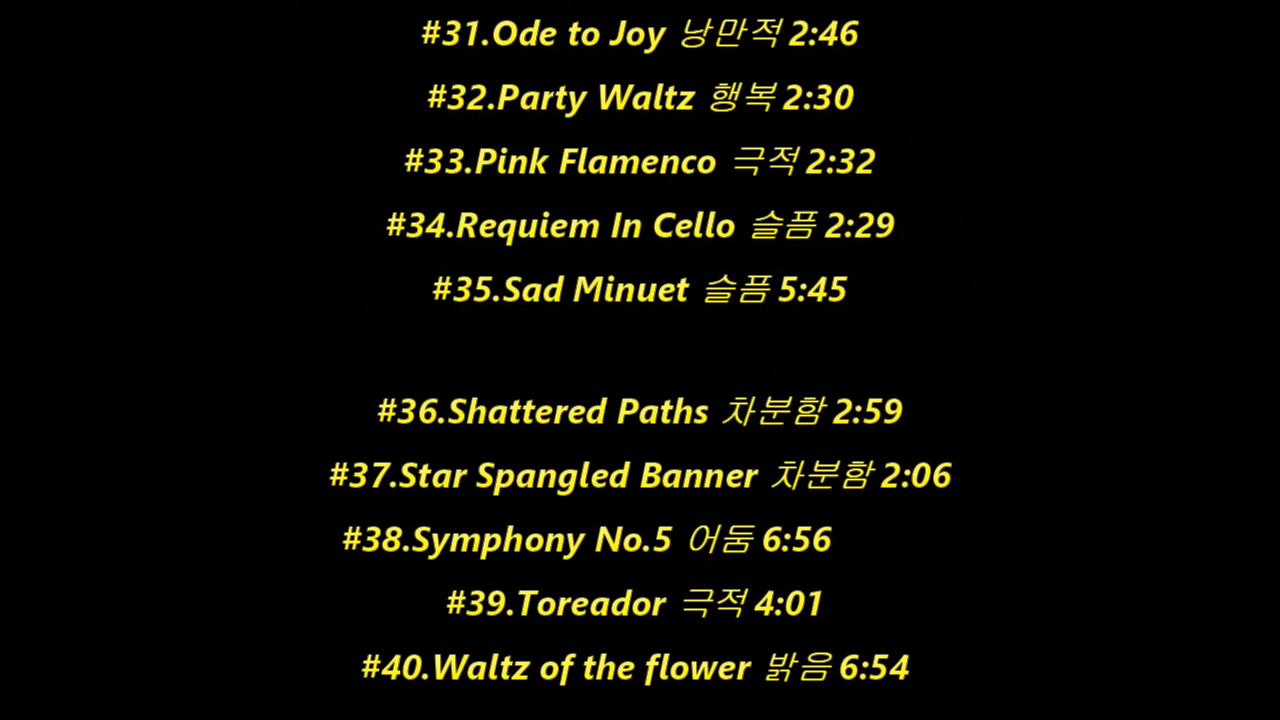 #31.Ode to Joy 낭만적 2:46
#32.Party Waltz 행복 2:30
#33.Pink Flamenco 극적 2:32
#34.Requiem In Cello 슬픔 2:29
#35.Sad Minuet 슬픔 5:45
#36.Shattered Paths 차분함 2:59
#37.Star Spangled Banner 차분함 2:06
#38.Symphony No.5 어둠 6:56
#39.Toreador 극적 4:01
#40.Waltz of the flower 밝음 6:54